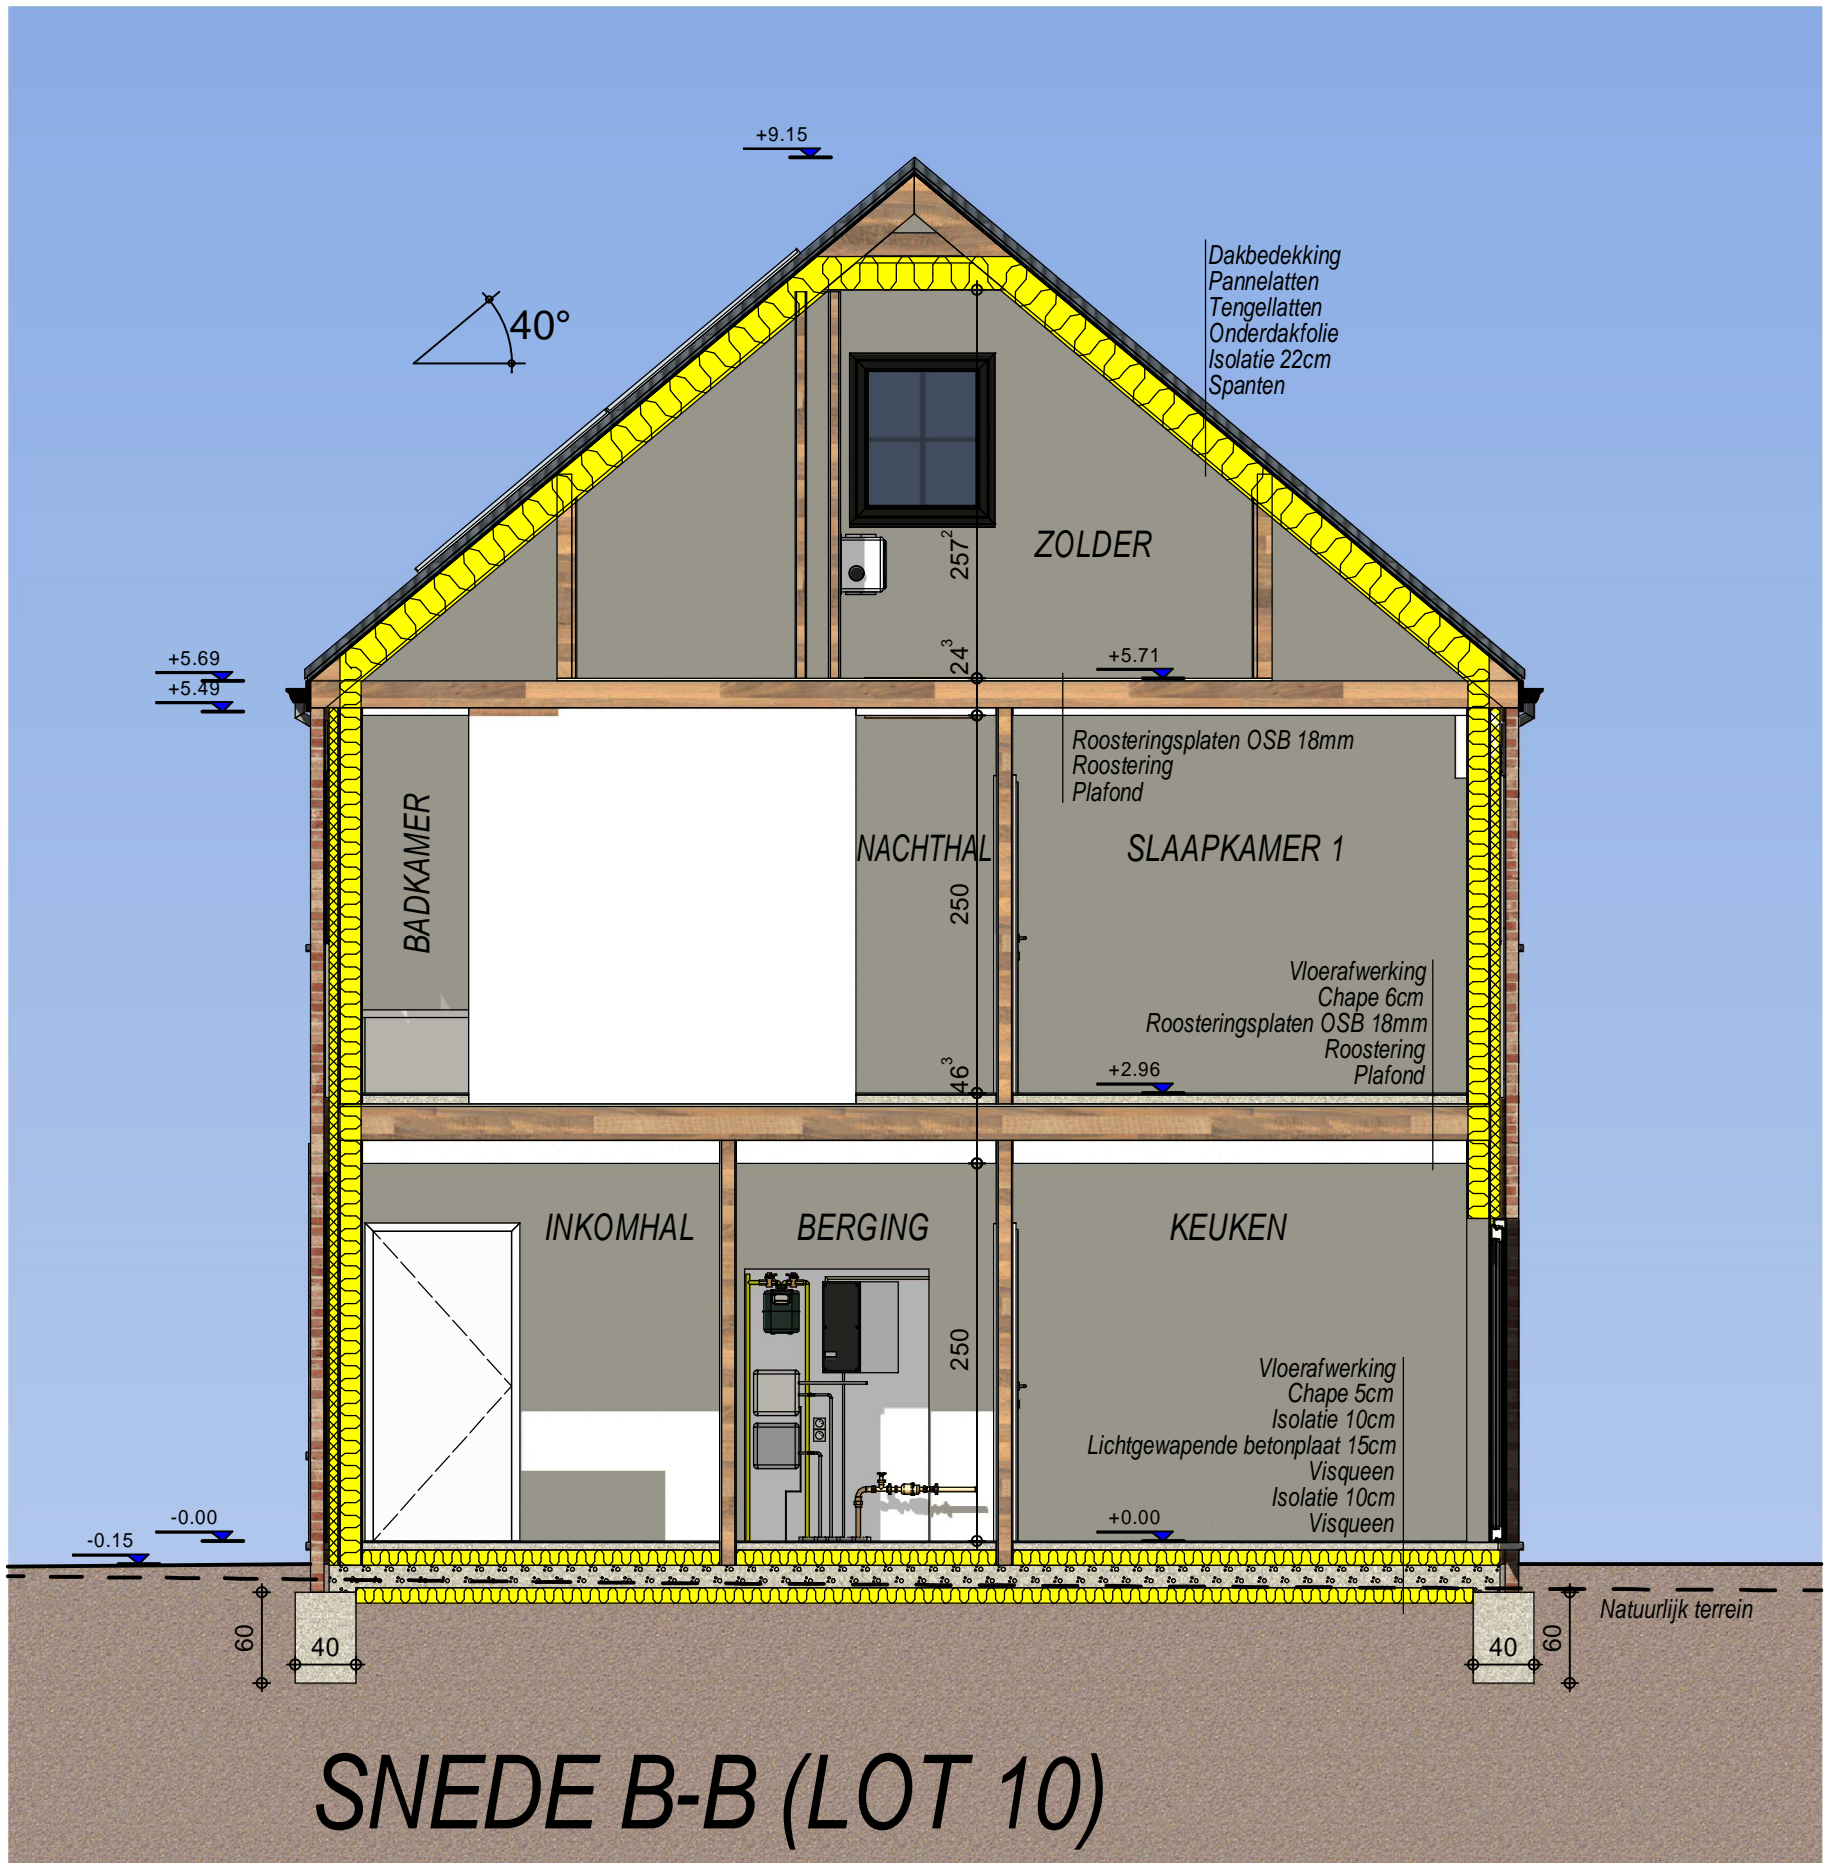 +9.15
Dakbedekking
Pannelatten
Tengellatten
Onderdakfolie
Isolatie 22cm
Spanten
40°
257²
ZOLDER
24³
+5.71
+5.69
+5.49
Roosteringsplaten OSB 18mm
Roostering
Plafond
BADKAMER
NACHTHAL
SLAAPKAMER 1
250
Vloerafwerking
Chape 6cm
Roosteringsplaten OSB 18mm
Roostering
Plafond
46³
+2.96
INKOMHAL
BERGING
KEUKEN
250
Vloerafwerking
Chape 5cm
Isolatie 10cm
Lichtgewapende betonplaat 15cm
Visqueen
Isolatie 10cm
Visqueen
+0.00
-0.00
-0.15
Natuurlijk terrein
60
40
40
60
SNEDE B-B (LOT 10)